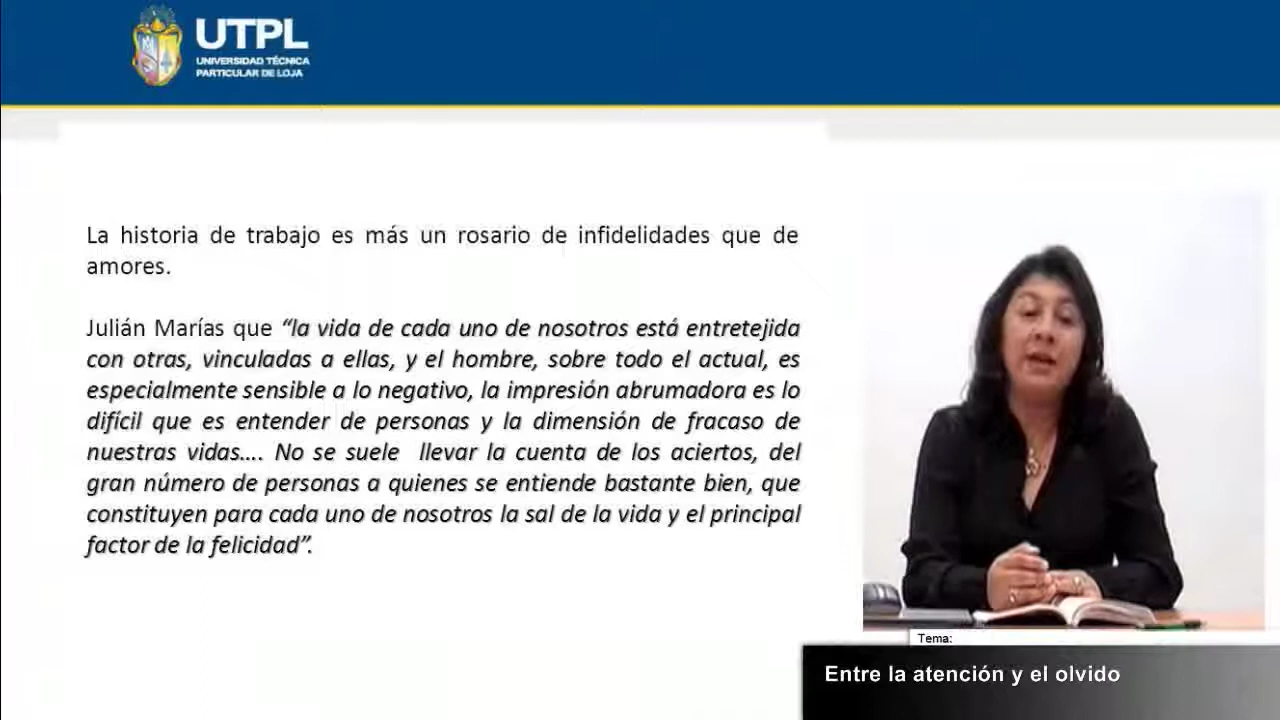 UTPL
UNIVERSIDAD TÉCNICA
PARTICULAR DE LOJA
La historia de trabajo es más un rosario de infidelidades que de
amores.
Julián Marías que “la vida de cada uno de nosotros está entretejida
con otras, vinculadas a ellas, y el hombre, sobre todo el actual, es
especialmente sensible a lo negativo, la impresión abrumadora es lo
difícil que es entender de personas y la dimensión de fracaso de
nuestras vidas…. No se suele llevar la cuenta de los aciertos, del
gran número de personas a quienes se entiende bastante bien, que
constituyen para cada uno de nosotros la sal de la vida y el principal
factor de la felicidad”.
Tema:
Entre la atención y el olvido